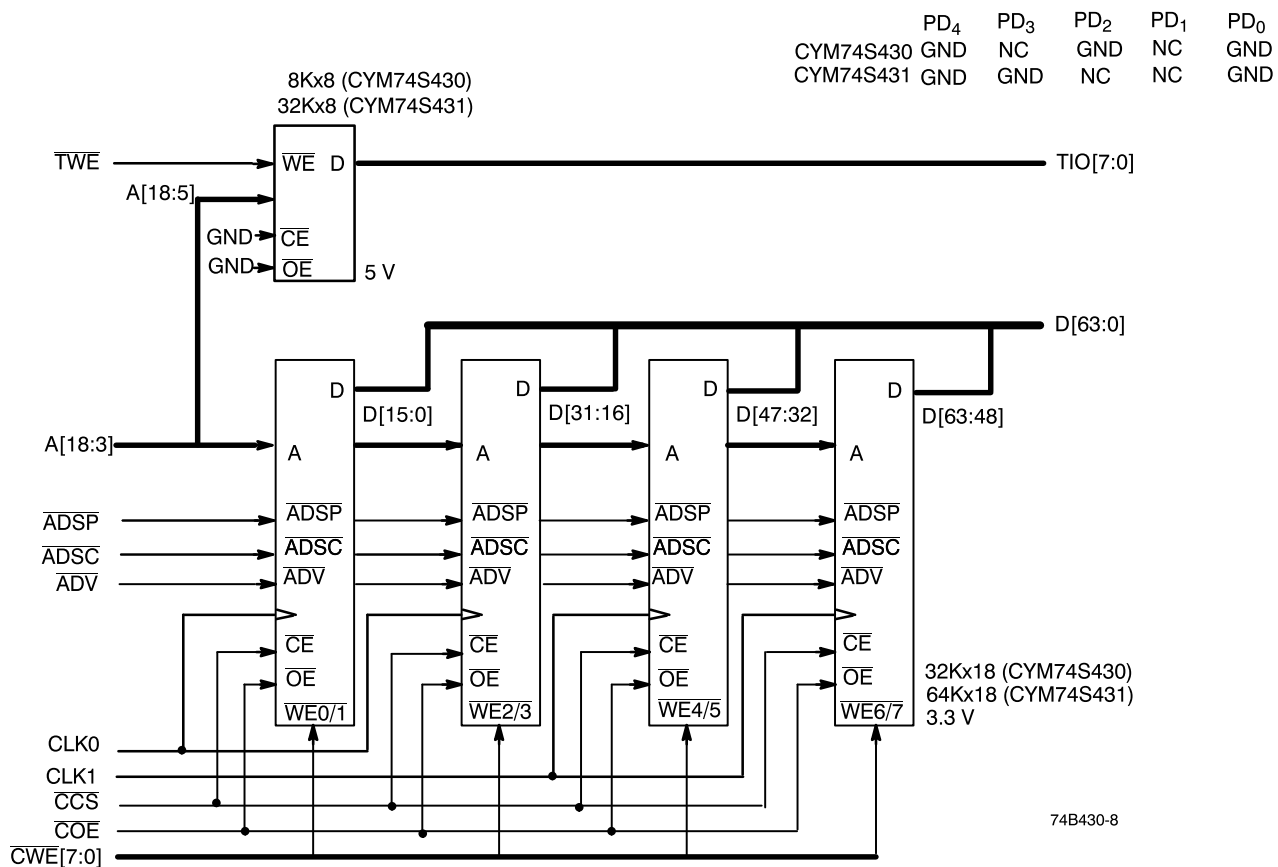 PD4 PD3 PD2 PD1 PD0
CYM74S430 GND NC GND NC GND
CYM74S431 GND GND NC NC GND
8Kx8 (CYM74S430)
32Kx8 (CYM74S431)
TWE WE D TIO[7:0]
A[18:5]
GND CE
GND OE 5 V
D[63:0]
D D D D
D[15:0] D[31:16] D[47:32] D[63:48]
A[18:3] A A A A
ADSP ADSP ADSP ADSP ADSP
ADSC ADSC ADSC ADSC ADSC
ADV ADV ADV ADV ADV
CE CE CE CE
OE OE OE OE
32Kx18 (CYM74S430)
64Kx18 (CYM74S431)
3.3 V
WE0/1 WE2/3 WE4/5 WE6/7
CLK0
CLK1
CCS
COE
CWE[7:0]
74B430-8